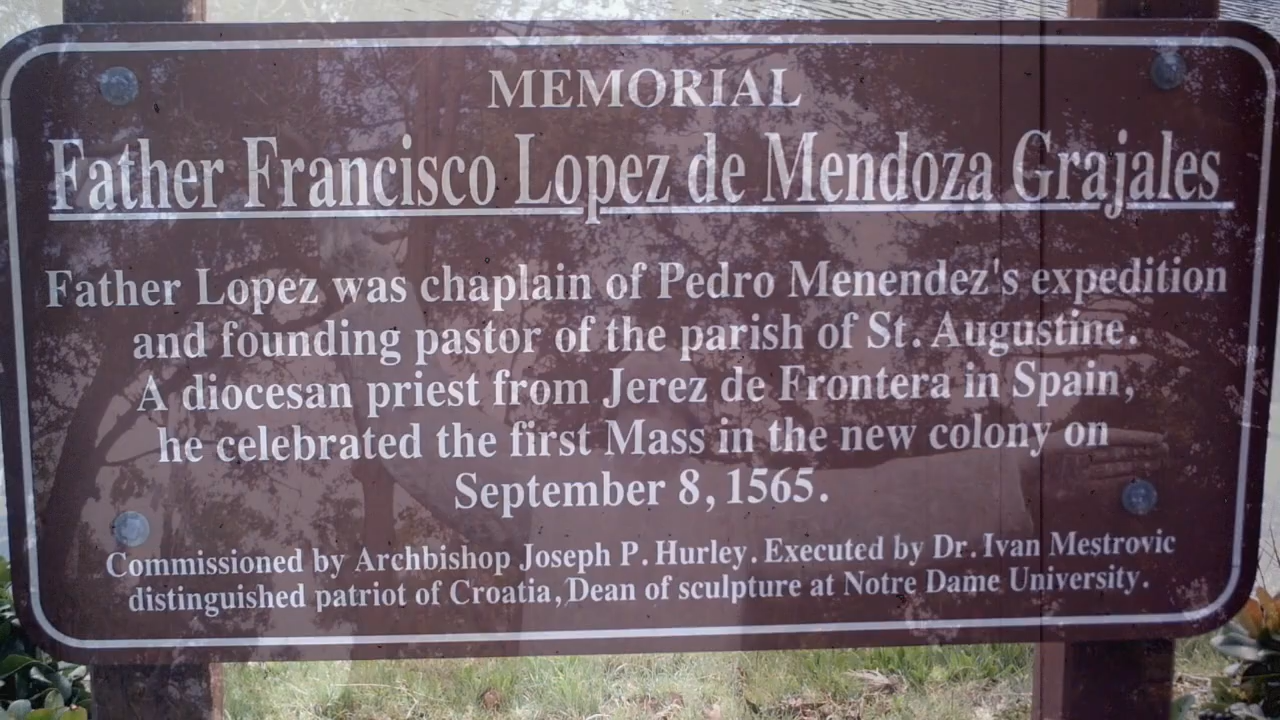 MEMORIAL
Father Francisco Lopez de Mendoza Grajales
Father Lopez was chaplain of Pedro Menendez's expedition
and founding pastor of the parish of St. Augustine.
A diocesan priest from Jerez de Frontera in Spain,
he celebrated the first Mass in the new colony on
September 8, 1565.
Commissioned by Archbishop Joseph P. Hurley. Executed by Dr. Ivan Mestrovic
distinguished patriot of Croatia, Dean of sculpture at Notre Dame University.